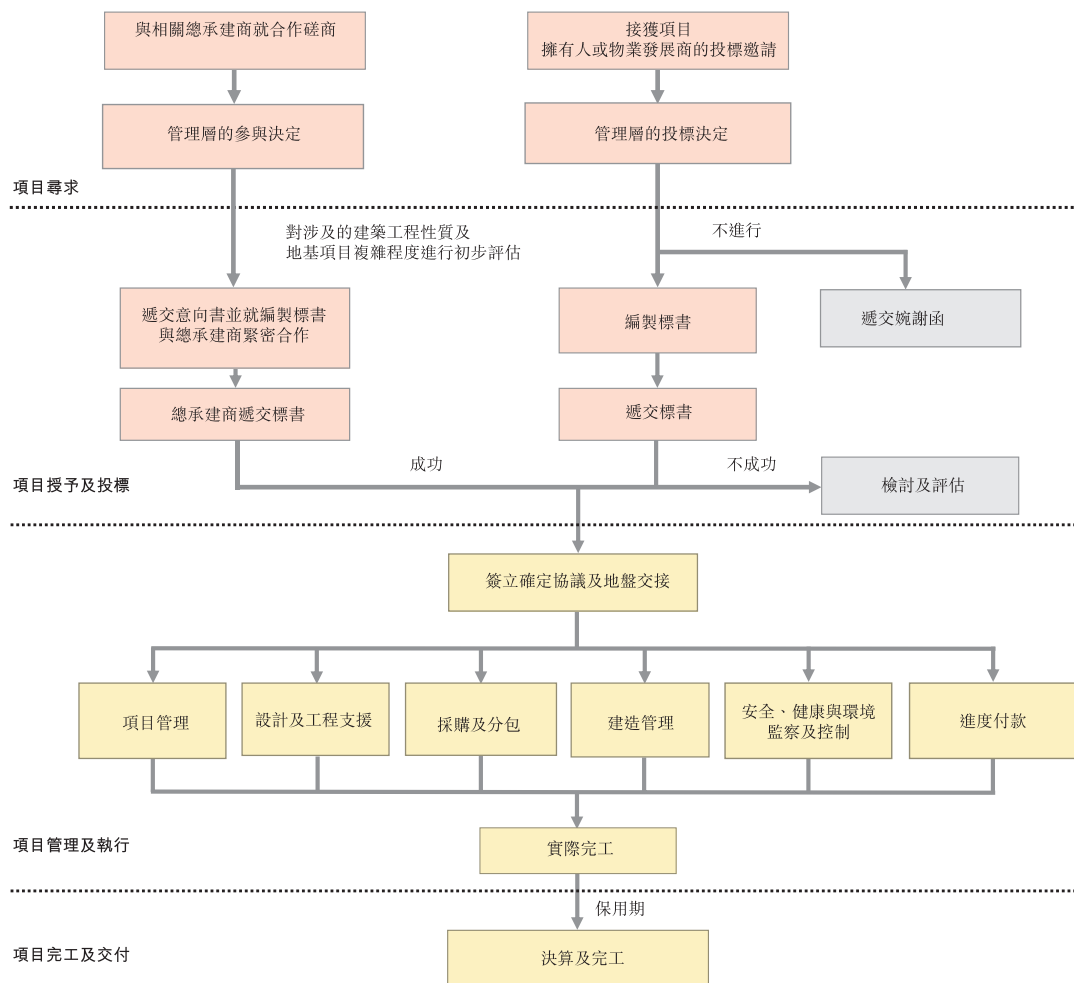 與相關總承建商就合作磋商
接獲項目
擁有人或物業發展商的投標邀請
管理層的參與決定
管理層的投標決定
項目尋求
對涉及的建築工程性質及
地基項目複雜程度進行初步評估
不進行
遞交意向書並就編製標書
與總承建商緊密合作
編製標書
遞交婉謝函
總承建商遞交標書
遞交標書
成功
不成功
項目授予及投標
檢討及評估
簽立確定協議及地盤交接
項目管理
設計及工程支援
採購及分包
建造管理
安全、健康與環境
監察及控制
進度付款
項目管理及執行
實際完工
保用期
項目完工及交付
決算及完工